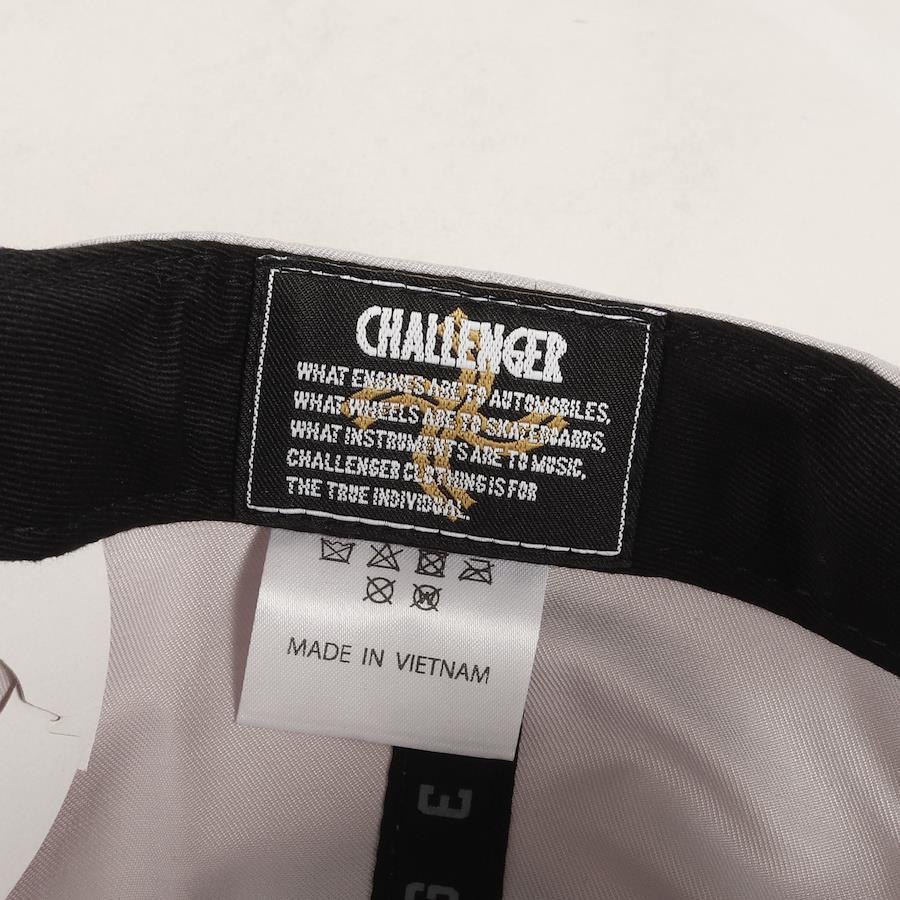 CHALLENGER
WHAT ENGINES ARE TO AUTOMOBILES,
WHAT WHEELS ARE TO SKATEBOARDS,
WHAT INSTRUMENTS ARE TO MUSIC,
CHALLENGER CLOTHING IS FOR
THE TRUE INDIVIDUAL.
W
MADE IN VIETNAM
E
G